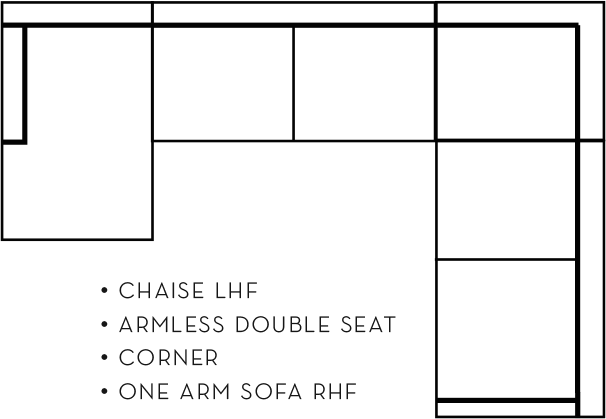 • CHAISE LHF
• ARMLESS DOUBLE SEAT
• CORNER
• ONE ARM SOFA RHF